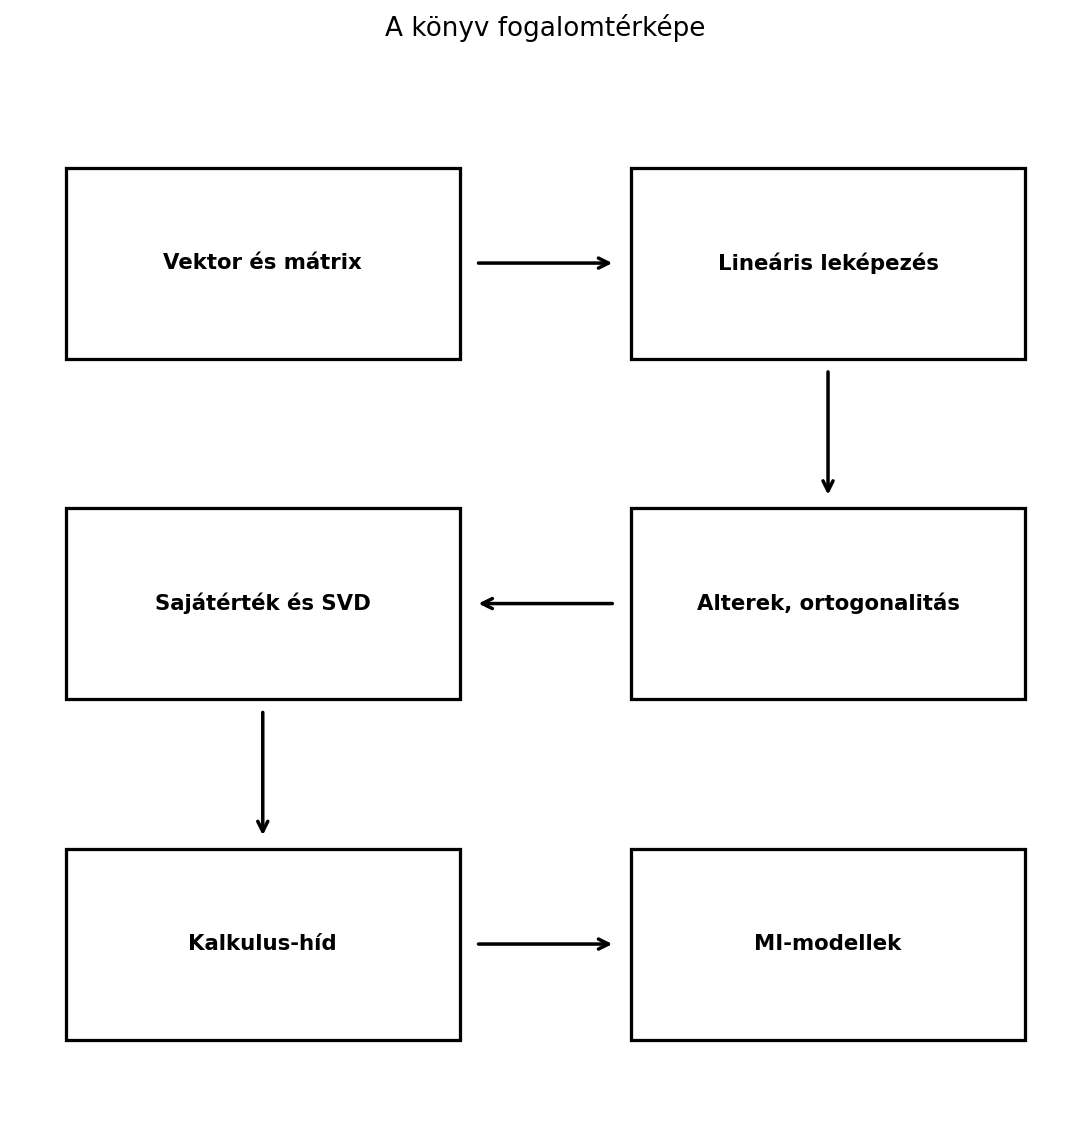 A könyv fogalomtérképe
Vektor és mátrix
Lineáris leképezés
Sajátérték és SVD
Alterek, ortogonalitás
Kalkulus-híd
MI-modellek